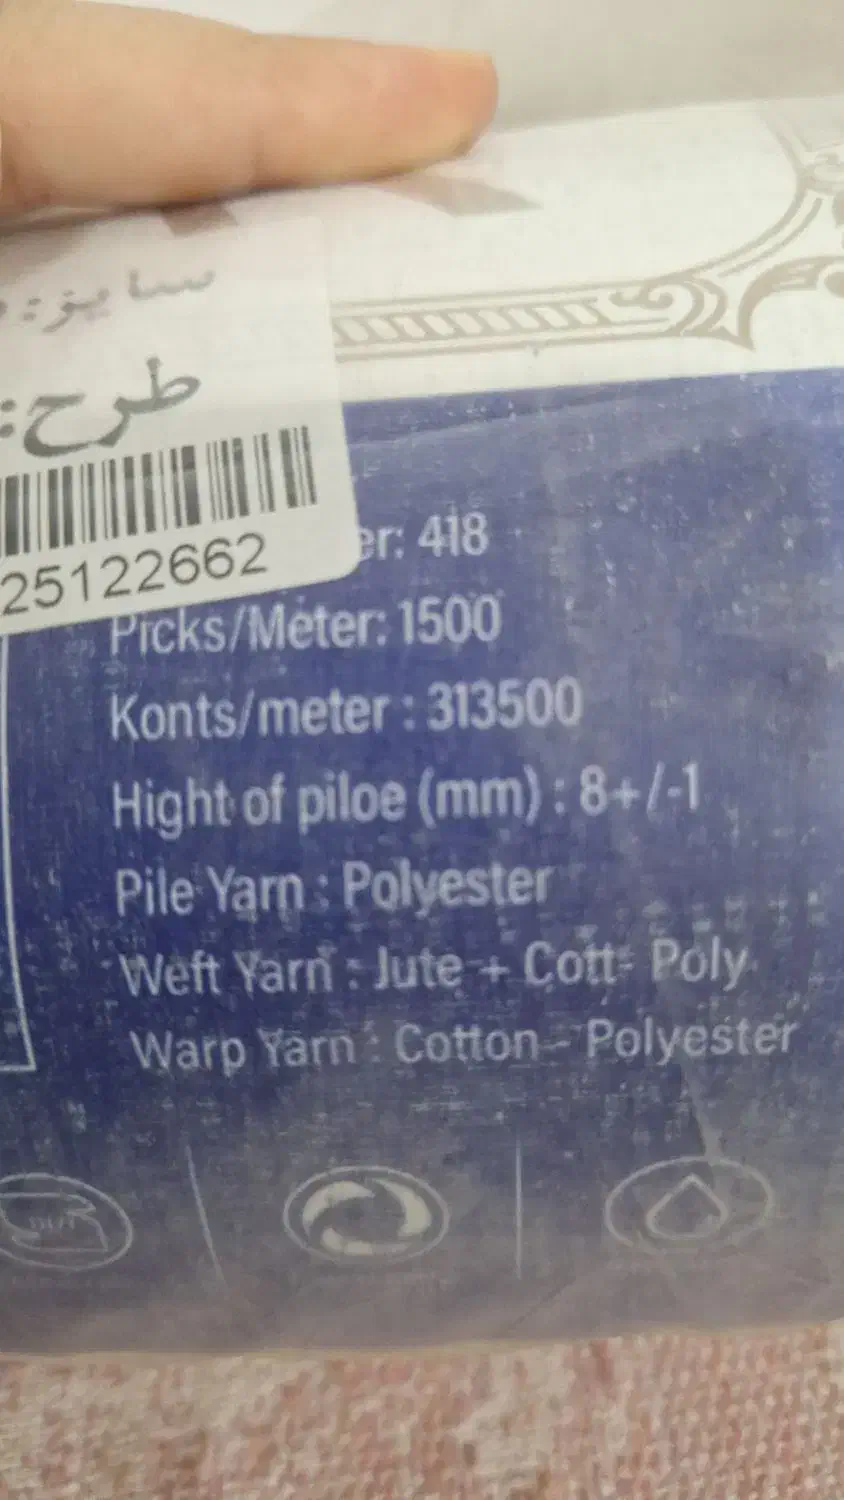 سایز:
طرح:
25122662
er: 418
Picks/Meter: 1500
Konts/meter : 313500
Hight of piloe (mm) : 8+/-1
Pile Yarn : Polyester
Weft Yarn : Jute + Cott- Poly
Warp Yarn : Cotton - Polyester